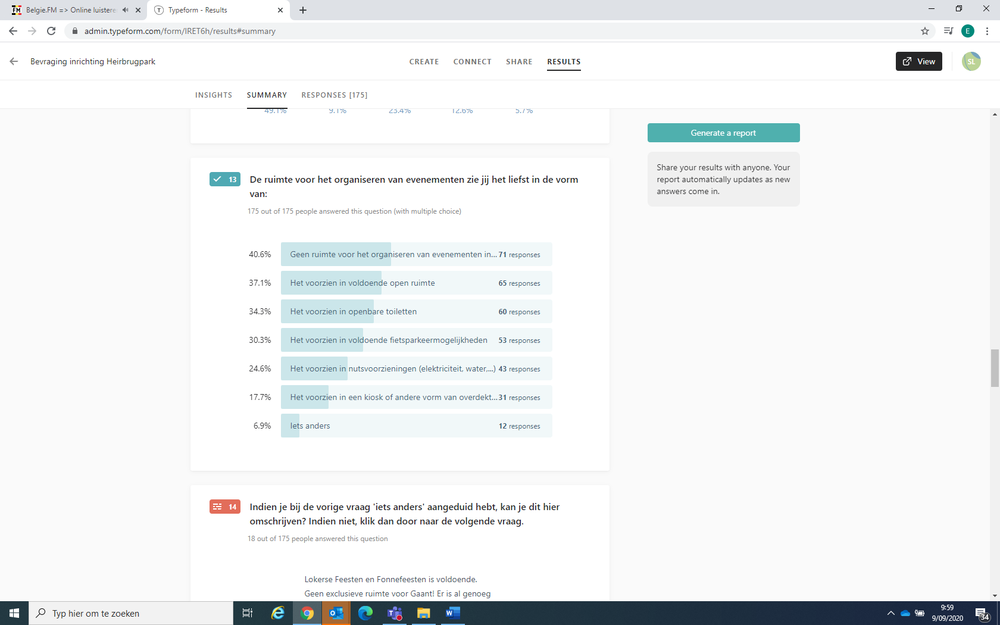 Belgie.FM => Online luistere
Typeform - Results
admin.typeform.com/form/IRET6h/results#summary
E
Bevraging inrichting Heirbrugpark
CREATE CONNECT SHARE RESULTS
View
SL
INSIGHTS SUMMARY RESPONSES [175]
49.1% 9.1% 23.4% 12.6% 5.7%
Generate a report
Share your results with anyone. Your
report automatically updates as new
answers come in.
13 De ruimte voor het organiseren van evenementen zie jij het liefst in de vorm
van:
175 out of 175 people answered this question (with multiple choice)
40.6% Geen ruimte voor het organiseren van evenementen in... 71 responses
37.1% Het voorzien in voldoende open ruimte 65 responses
34.3% Het voorzien in openbare toiletten 60 responses
30.3% Het voorzien in voldoende fietsparkeermogelijkheden 53 responses
24.6% Het voorzien in nutsvoorzieningen (elektriciteit, water,...) 43 responses
17.7% Het voorzien in een kiosk of andere vorm van overdekt... 31 responses
6.9% Iets anders 12 responses
14 Indien je bij de vorige vraag 'iets anders' aangeduid hebt, kan je dit hier
omschrijven? Indien niet, klik dan door naar de volgende vraag.
18 out of 175 people answered this question
Lokerse Feesten en Fonnefeesten is voldoende.
Geen exclusieve ruimte voor Gaant! Er is al genoeg
Typ hier om te zoeken
9:59
9/09/2020
34